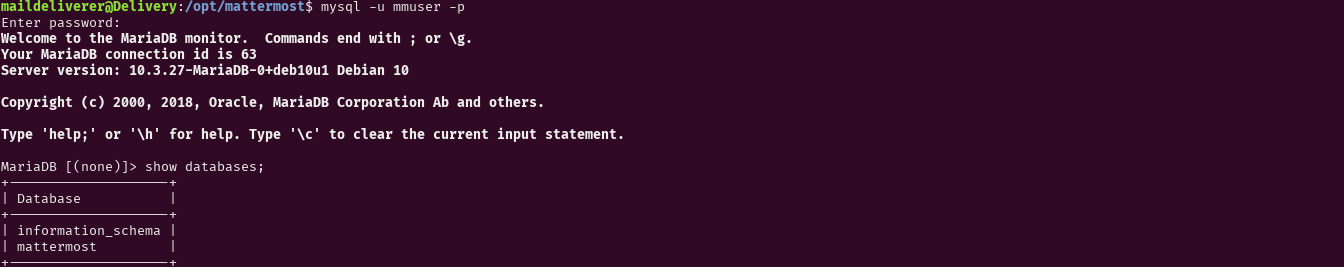 maildeliverer@Delivery:/opt/mattermost$ mysql -u mmuser -p
Enter password:
Welcome to the MariaDB monitor.  Commands end with ; or \g.
Your MariaDB connection id is 63
Server version: 10.3.27-MariaDB-0+deb10u1 Debian 10

Copyright (c) 2000, 2018, Oracle, MariaDB Corporation Ab and others.

Type 'help;' or '\h' for help. Type '\c' to clear the current input statement.

MariaDB [(none)]> show databases;
+--------------------+
| Database           |
+--------------------+
| information_schema |
| mattermost         |
+--------------------+